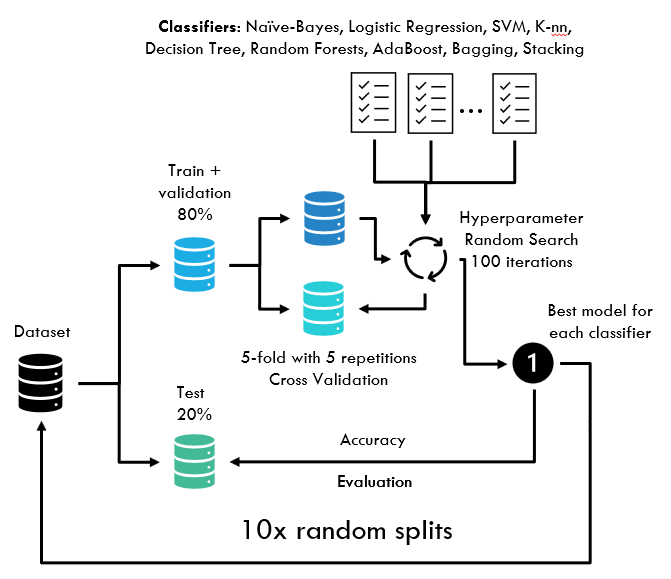 Classifiers: Naïve-Bayes, Logistic Regression, SVM, K-nn,
Decision Tree, Random Forests, AdaBoost, Bagging, Stacking
...
Train +
validation
80%
Hyperparameter
Random Search
100 iterations
Dataset
Best model for
each classifier
1
5-fold with 5 repetitions
Cross Validation
Test
20%
Accuracy
Evaluation
10x random splits